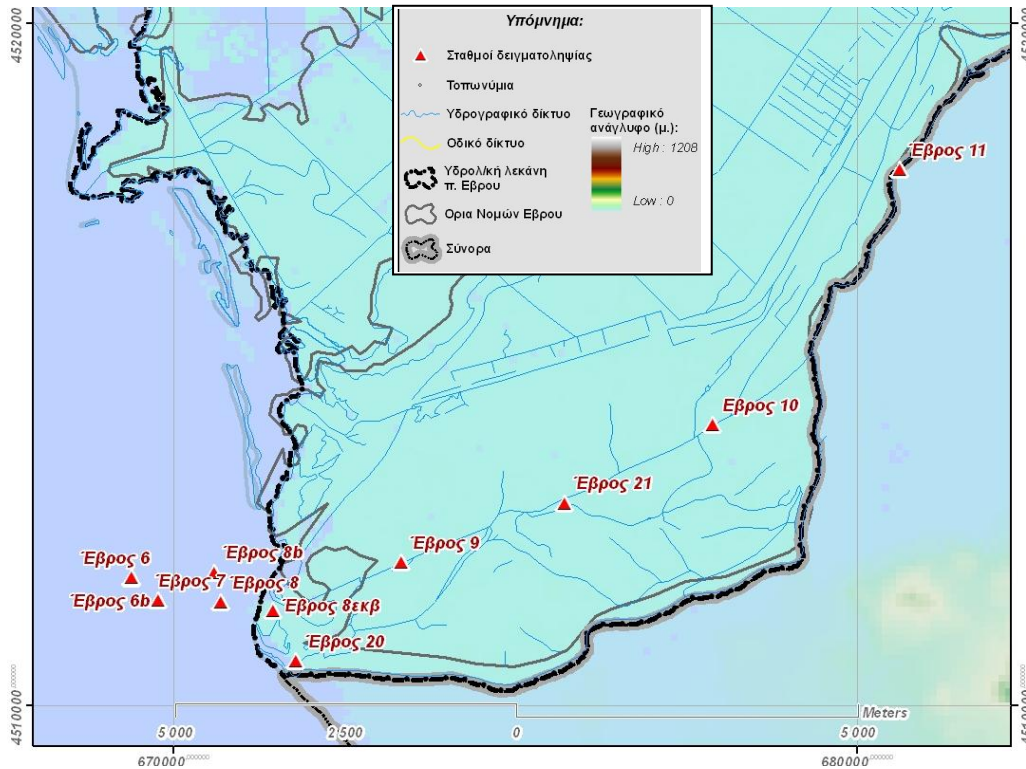 4520000
Υπόμνημα:
Σταθμοί δειγματοληψίας
Τοπωνύμια
Υδρογραφικό δίκτυο
Οδικό δίκτυο
Υδρολ/κή λεκάνη
π. Εβρου
Ορια Νομών Εβρου
Σύνορα
Γεωγραφικό
ανάγλυφο (μ.):
High : 1208
Low : 0
Έβρος 11
Εβρος 10
Έβρος 21
Έβρος 9
Έβρος 8b
Έβρος 6
Έβρος 7
Έβρος 8
Έβρος 6b
Έβρος 8εκβ
Έβρος 20
4510000
Meters
5 000
2 500
0
5 000
670000
680000